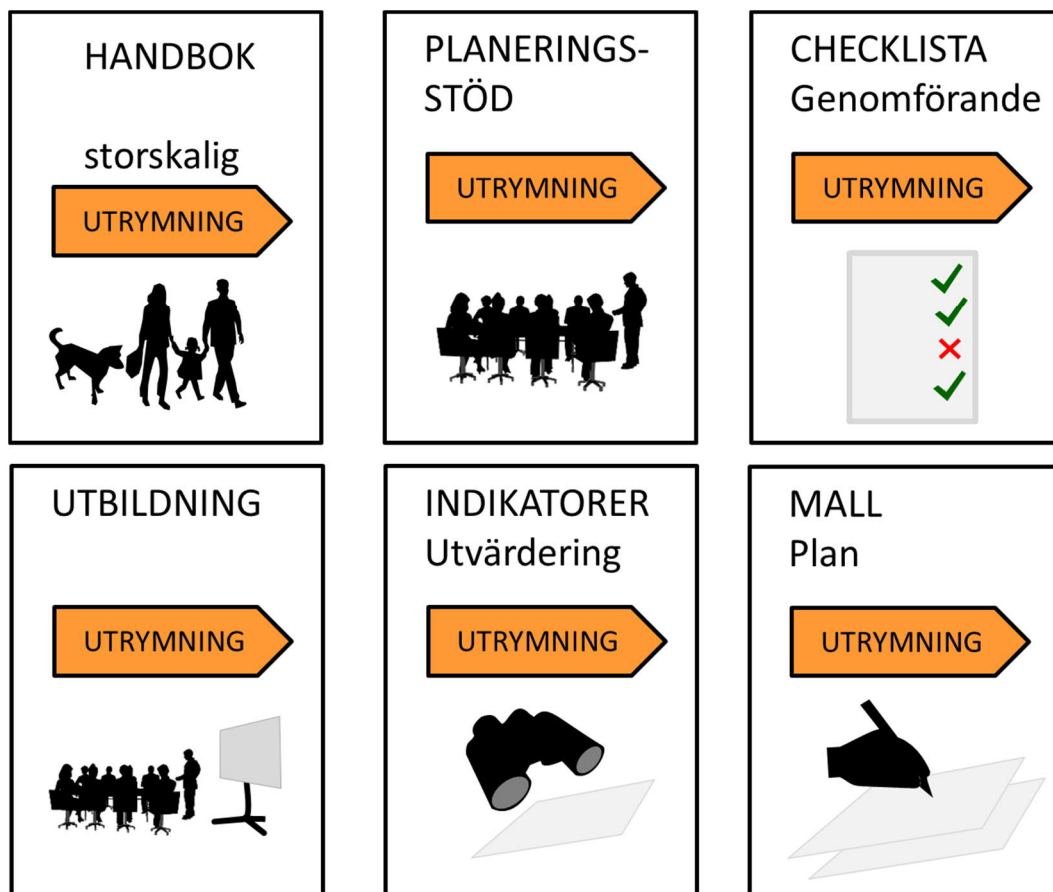 HANDBOK
storskalig
UTRYMNING
PLANERINGS-
STÖD
UTRYMNING
CHECKLISTA
Genomförande
UTRYMNING
UTBILDNING
UTRYMNING
INDIKATORER
Utvärdering
UTRYMNING
MALL
Plan
UTRYMNING